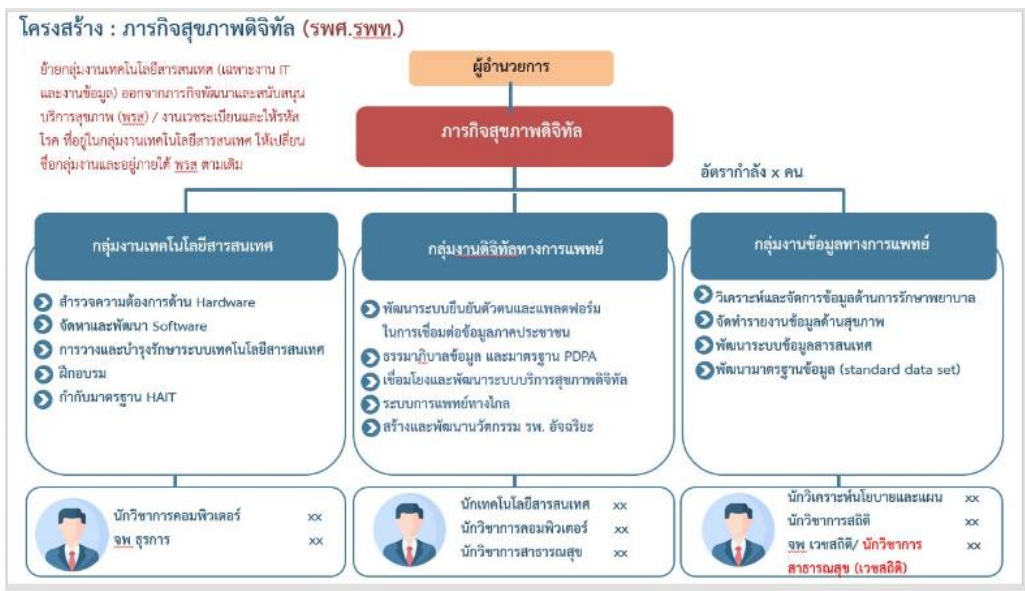 โครงสร้าง : ภารกิจสุขภาพดิจิทัล (รพศ.รพท.)
ย้ายกลุ่มงานเทคโนโลยีสารสนเทศ (เฉพาะงาน IT
และงานข้อมูล) ออกจากภารกิจพัฒนาและสนับสนุน
บริการสุขภาพ (พรส) / งานเวชระเบียนและให้รหัส
โรค ที่อยู่ในกลุ่มงานเทคโนโลยีสารสนเทศ ให้เปลี่ยน
ชื่อกลุ่มงานและอยู่ภายใต้ พรส ตามเดิม
ผู้อำนวยการ
ภารกิจสุขภาพดิจิทัล
อัตรากำลัง x คน
กลุ่มงานเทคโนโลยีสารสนเทศ
สำรวจความต้องการด้าน Hardware
จัดหาและพัฒนา Software
การวางและบำรุงรักษาระบบเทคโนโลยีสารสนเทศ
ฝึกอบรม
กำกับมาตรฐาน HAIT
นักวิชาการคอมพิวเตอร์ xx
จพ ธุรการ xx
กลุ่มงานดิจิทัลทางการแพทย์
พัฒนาระบบยืนยันตัวตนและแพลตฟอร์ม
ในการเชื่อมต่อข้อมูลภาคประชาชน
ธรรมาภิบาลข้อมูล และมาตรฐาน PDPA
เชื่อมโยงและพัฒนาระบบบริการสุขภาพดิจิทัล
ระบบการแพทย์ทางไกล
สร้างและพัฒนานวัตกรรม รพ. อัจฉริยะ
นักเทคโนโลยีสารสนเทศ xx
นักวิชาการคอมพิวเตอร์ xx
นักวิชาการสาธารณสุข xx
กลุ่มงานข้อมูลทางการแพทย์
วิเคราะห์และจัดการข้อมูลด้านการรักษาพยาบาล
จัดทำรายงานข้อมูลด้านสุขภาพ
พัฒนาระบบข้อมูลสารสนเทศ
พัฒนามาตรฐานข้อมูล (standard data set)
นักวิเคราะห์นโยบายและแผน xx
นักวิชาการสถิติ xx
จพ เวชสถิติ/ นักวิชาการ xx
สาธารณสุข (เวชสถิติ)